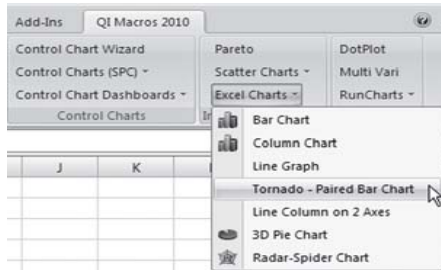 Add-Ins QI Macros 2010
Control Chart Wizard Pareto DotPlot
Control Charts (SPC) Scatter Charts Multi Vari
Control Chart Dashboards Excel Charts RunCharts
Control Charts
Bar Chart
Column Chart
J K
Line Graph
Tornado - Paired Bar Chart
Line Column on 2 Axes
3D Pie Chart
Radar-Spider Chart